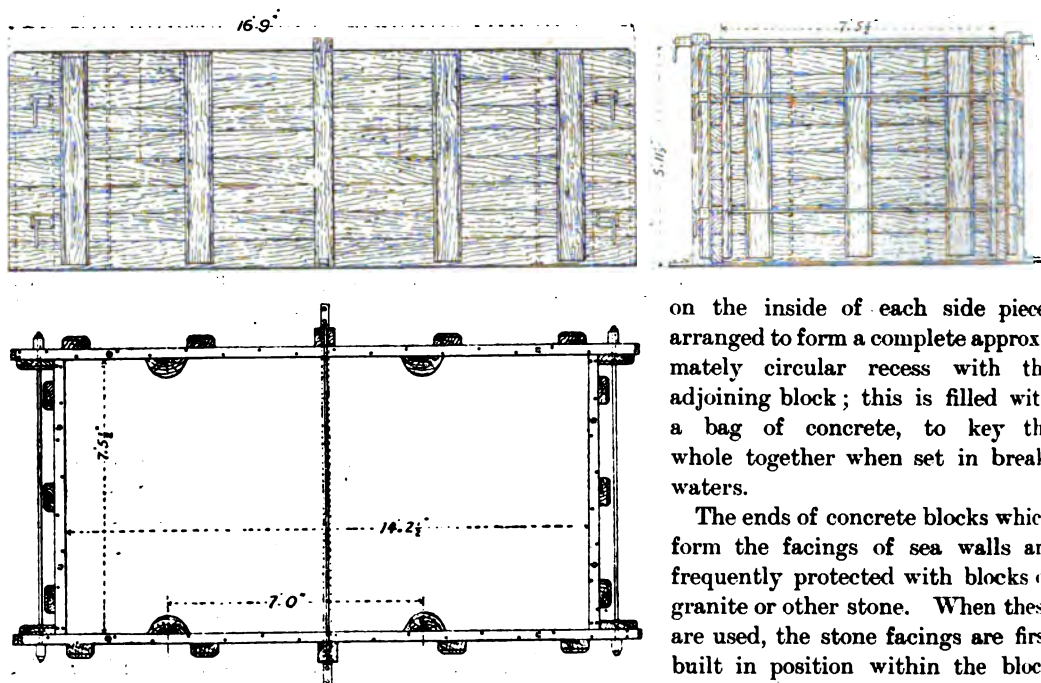 16·9"
7·5½"
5·11½"
7·5½"
14·2½"
7·0"
on the inside of each side piece
arranged to form a complete approx
mately circular recess with th
adjoining block; this is filled wit
a bag of concrete, to key th
whole together when set in break
waters.
The ends of concrete blocks whic
form the facings of sea walls ar
frequently protected with blocks
granite or other stone. When thes
are used, the stone facings are firs
built in position within the bloc